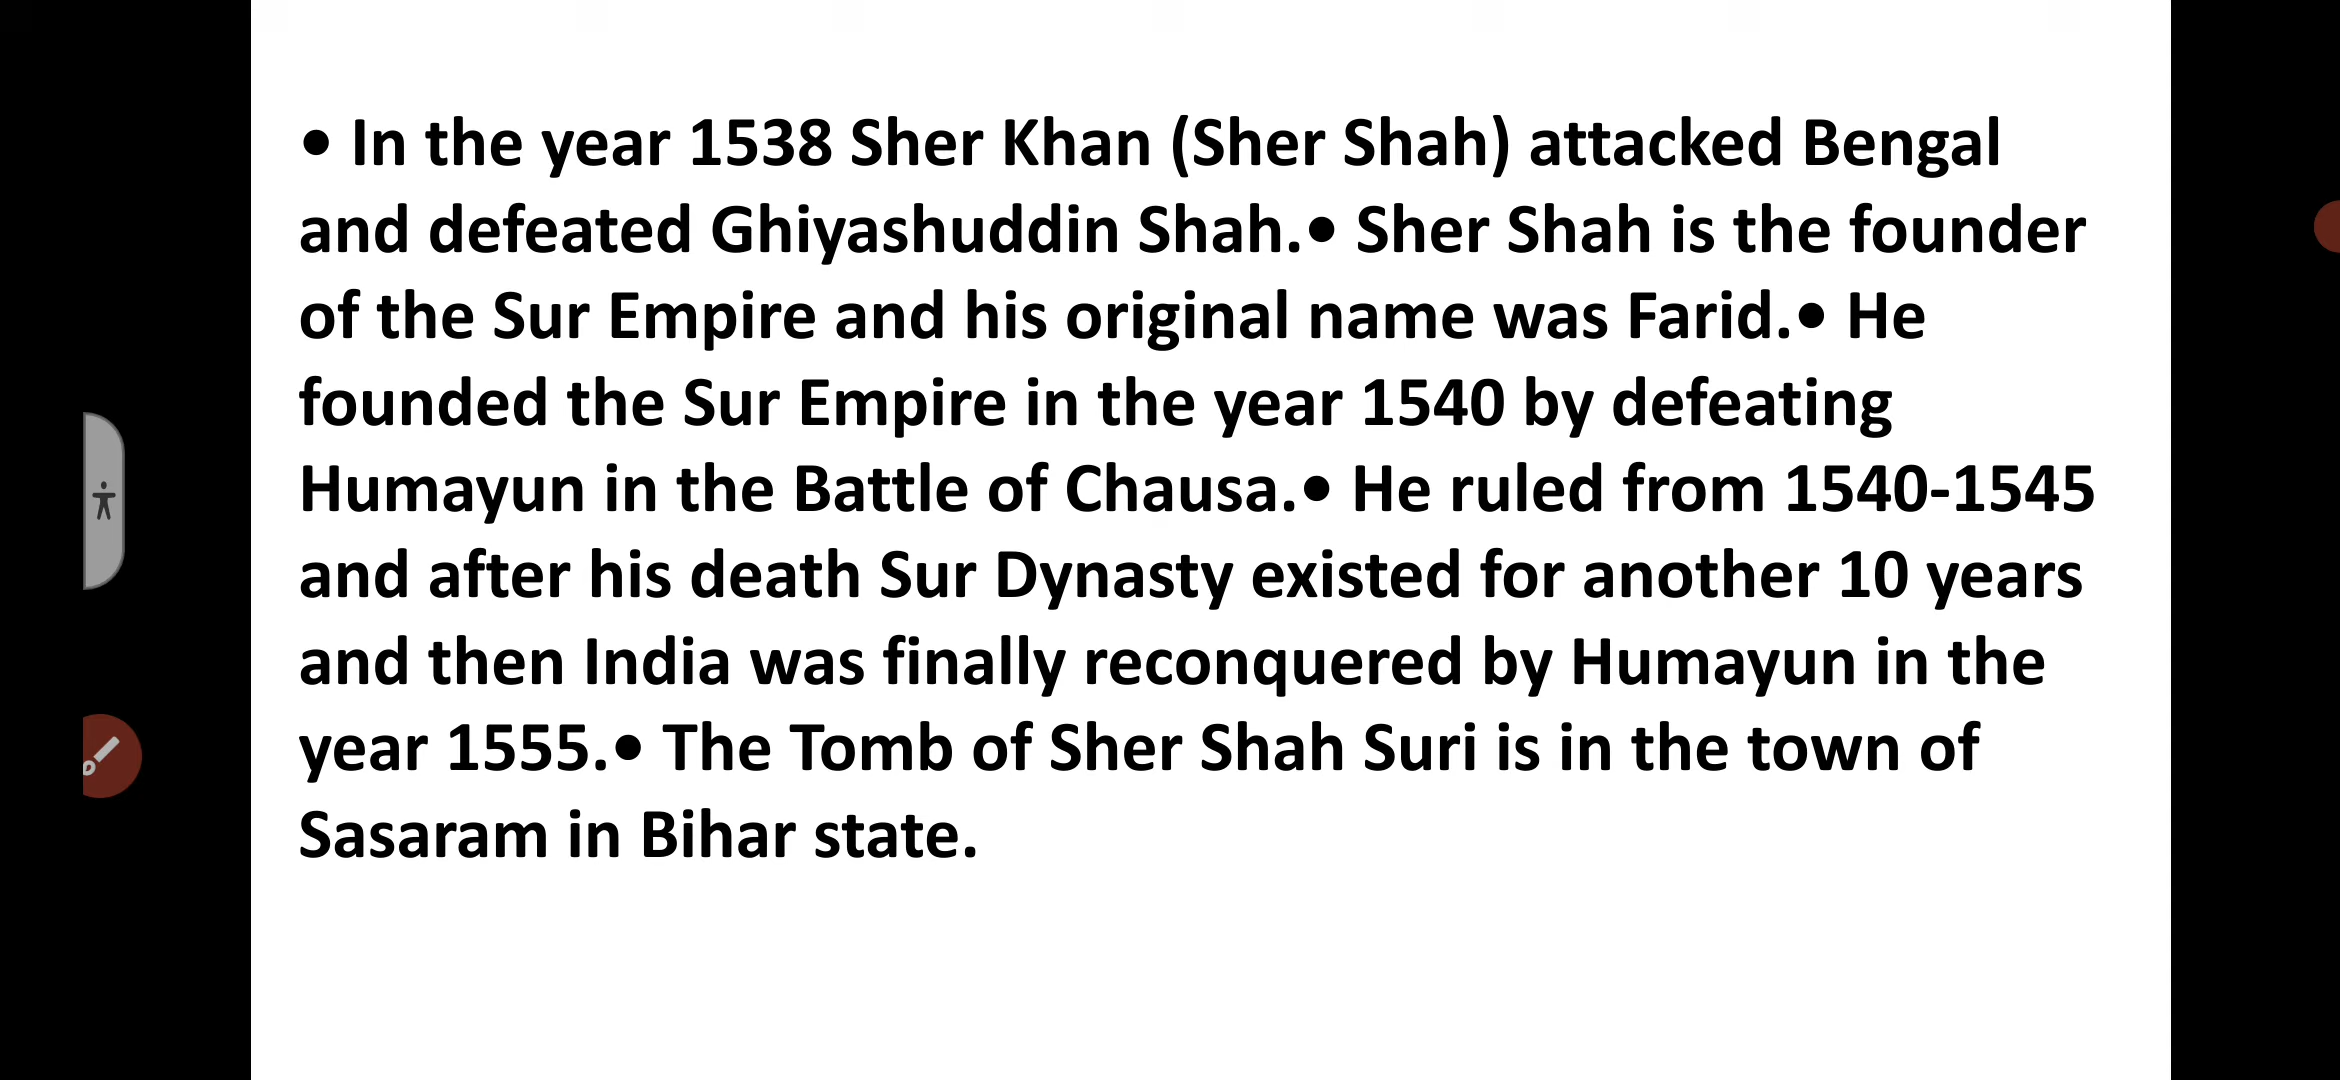 • In the year 1538 Sher Khan (Sher Shah) attacked Bengal
and defeated Ghiyashuddin Shah.• Sher Shah is the founder
of the Sur Empire and his original name was Farid.• He
founded the Sur Empire in the year 1540 by defeating
Humayun in the Battle of Chausa.• He ruled from 1540-1545
and after his death Sur Dynasty existed for another 10 years
and then India was finally reconquered by Humayun in the
year 1555.• The Tomb of Sher Shah Suri is in the town of
Sasaram in Bihar state.